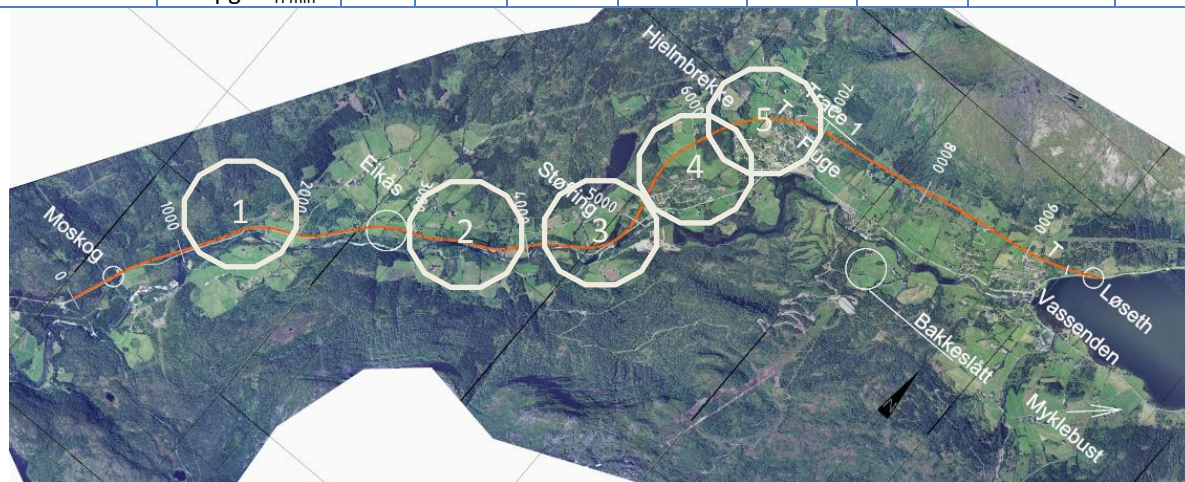 Moskog
0
1000
1
2000
Eikås
3000
2
4000
Støfring
5000
3
Hjelmbrekke
6000
4
5
T
Trace 1
7000
Fuge
8000
9000
T
Løseth
Vassenden
Bakkeslått
N
Myklebust